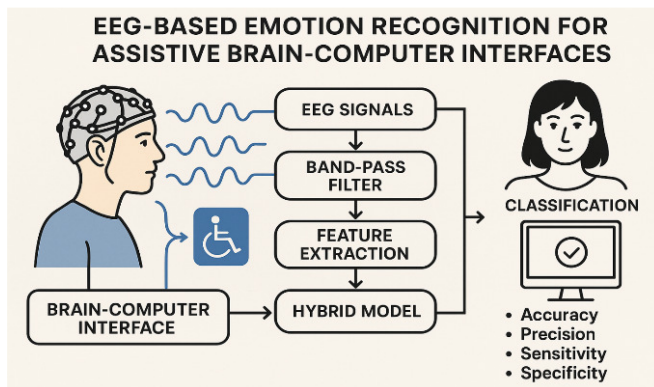 EEG-BASED EMOTION RECOGNITION FOR
ASSISTIVE BRAIN-COMPUTER INTERFACES
EEG SIGNALS
BAND-PASS
FILTER
FEATURE
EXTRACTION
BRAIN-COMPUTER
INTERFACE
HYBRID MODEL
CLASSIFICATION
• Accuracy
• Precision
• Sensitivity
• Specificity